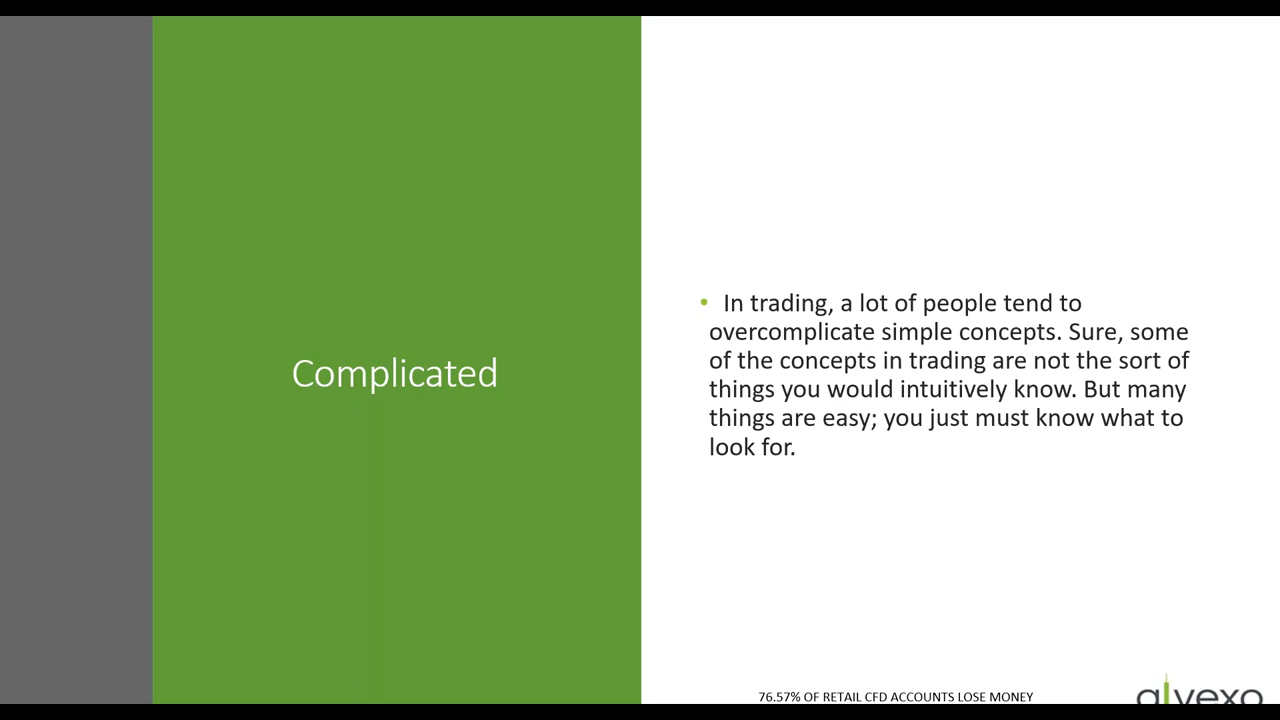 Complicated
• In trading, a lot of people tend to
overcomplicate simple concepts. Sure, some
of the concepts in trading are not the sort of
things you would intuitively know. But many
things are easy; you just must know what to
look for.
76.57% OF RETAIL CFD ACCOUNTS LOSE MONEY
alvexo